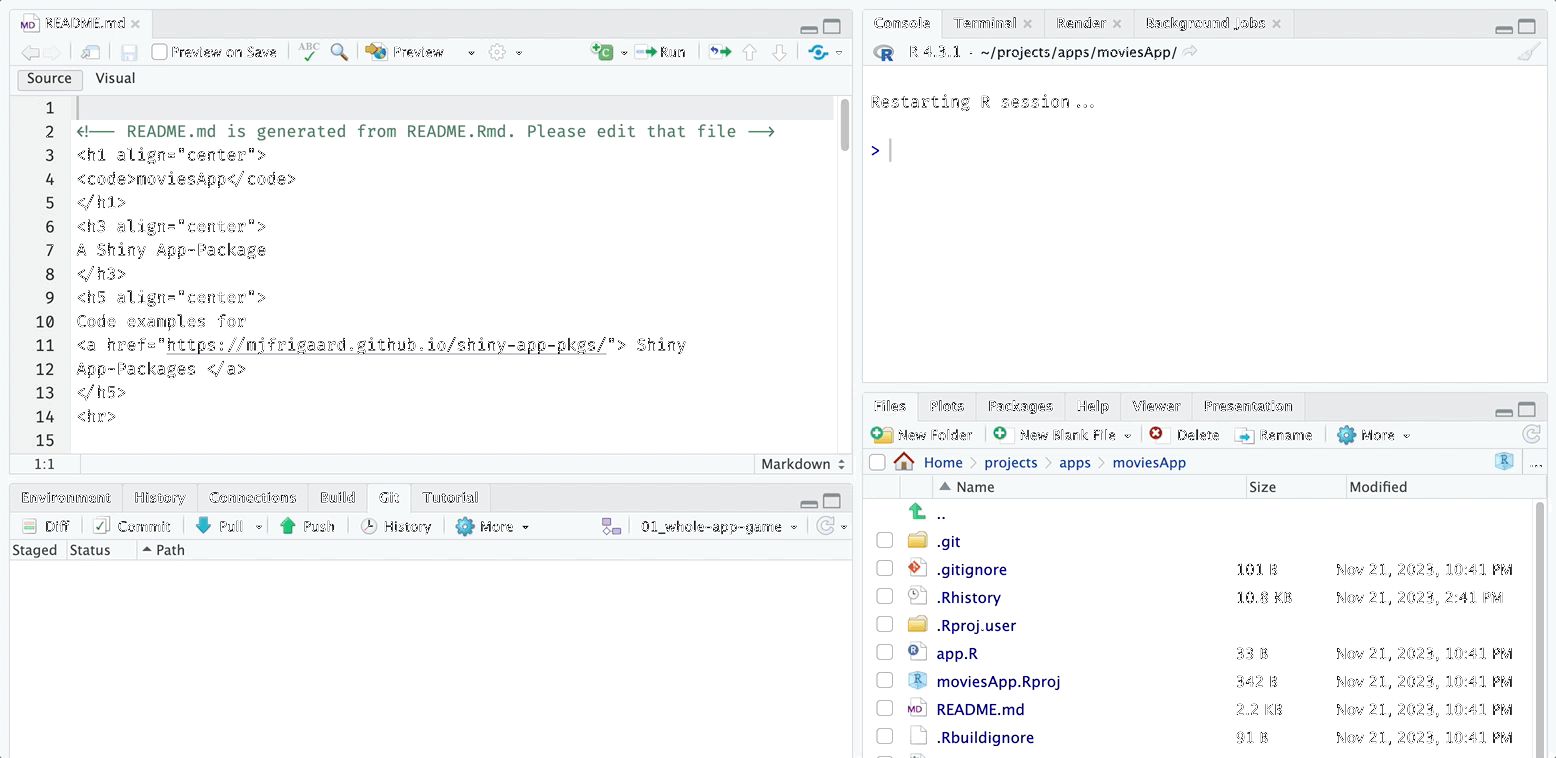 README.md
Preview on Save
ABC
Preview
Run
Source Visual
1
2 <!-- README.md is generated from README.Rmd. Please edit that file -->
3 <h1 align="center">
4 <code>moviesApp</code>
5 </h1>
6 <h3 align="center">
7 A Shiny App-Package
8 </h3>
9 <h5 align="center">
10 Code examples for
11 <a href="https://mjfrigaard.github.io/shiny-app-pkgs/"> Shiny
12 App-Packages </a>
13 </h5>
14 <hr>
15
1:1 Markdown
Environment History Connections Build Git Tutorial
Diff Commit Pull Push History More 01_whole-app-game
Staged Status Path
Console Terminal Render Background Jobs
R 4.3.1 · ~/projects/apps/moviesApp/
Restarting R session...
>
Files Plots Packages Help Viewer Presentation
New Folder New Blank File Delete Rename More
Home projects apps moviesApp ...
Name Size Modified
..
.git
.gitignore 101 B Nov 21, 2023, 10:41 PM
.Rhistory 10.8 KB Nov 21, 2023, 2:41 PM
.Rproj.user
app.R 33 B Nov 21, 2023, 10:41 PM
moviesApp.Rproj 342 B Nov 21, 2023, 10:41 PM
README.md 2.2 KB Nov 21, 2023, 10:41 PM
.Rbuildignore 91 B Nov 21, 2023, 10:41 PM